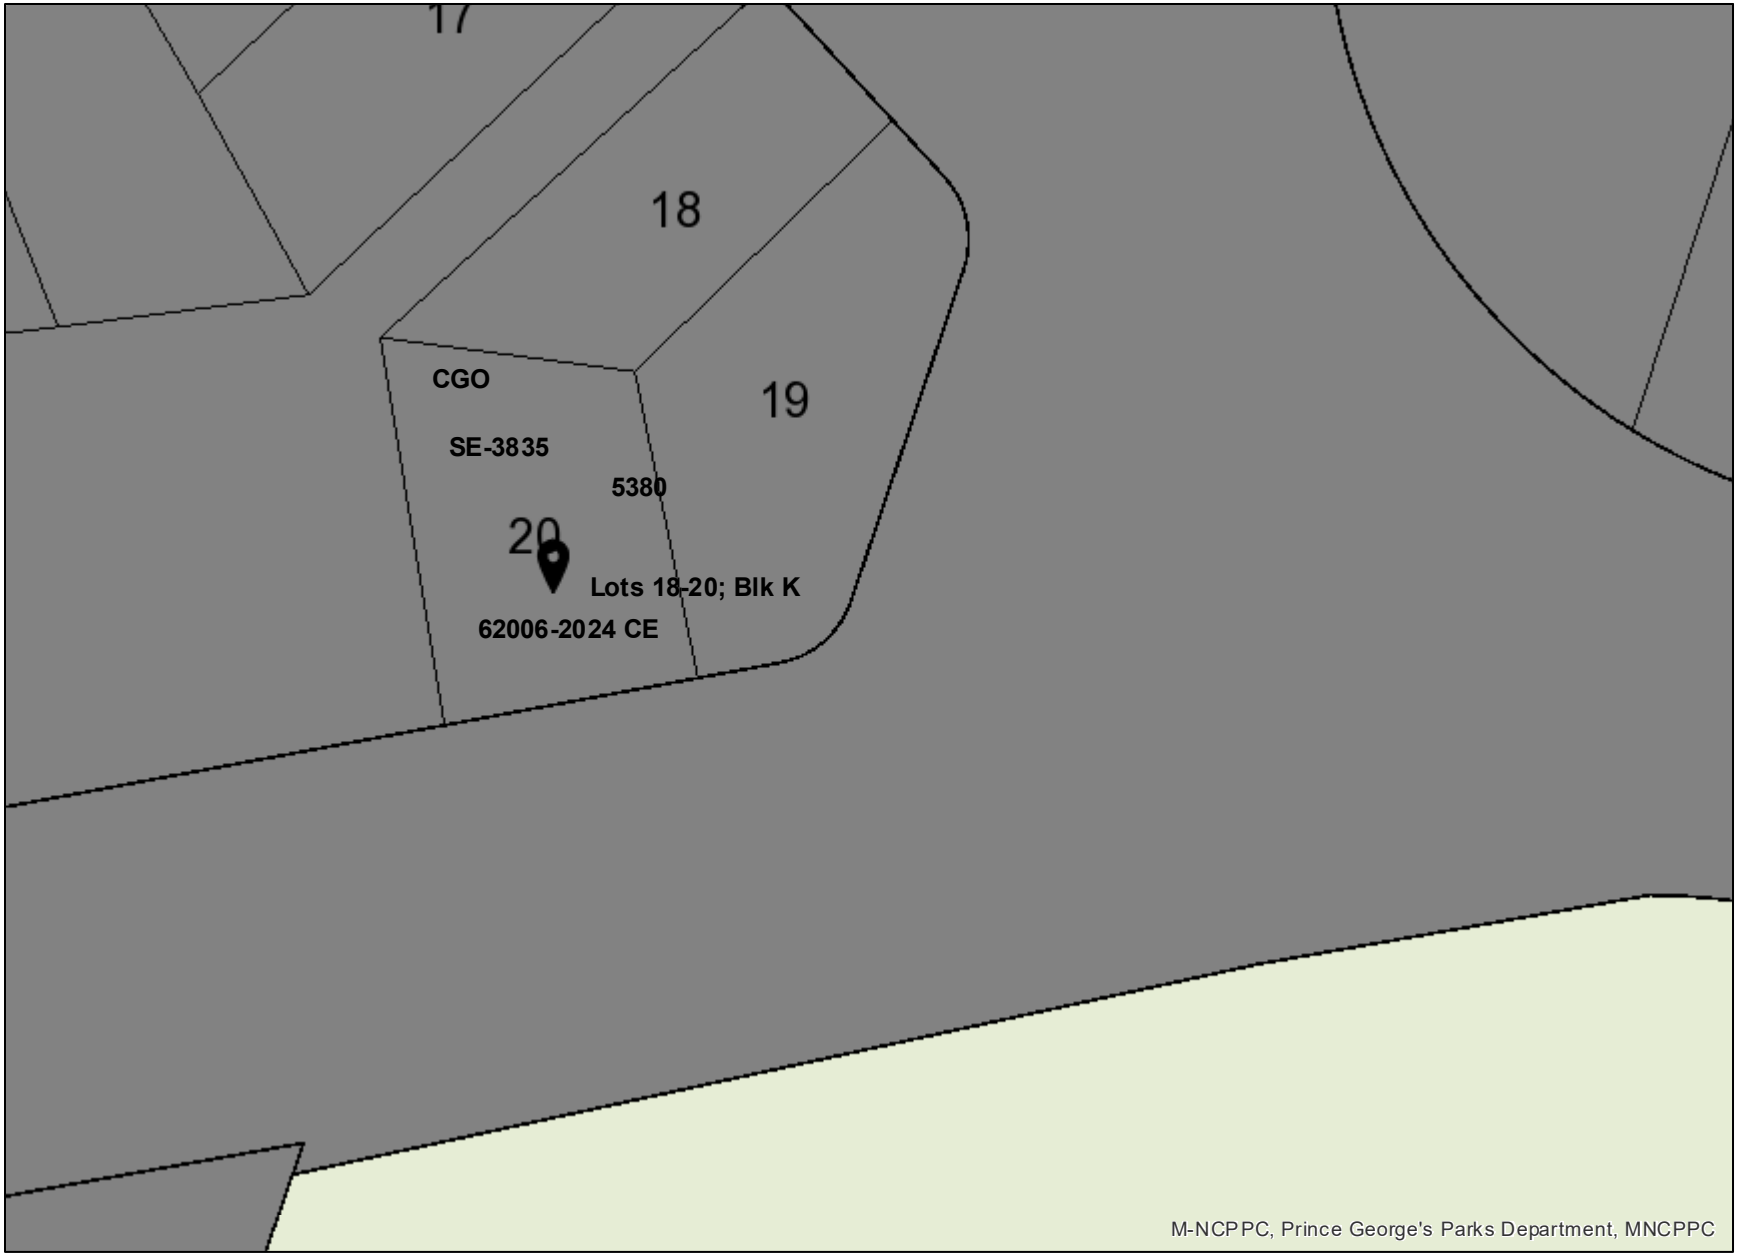 17
18
19
CGO
SE-3835
5380
20
Lots 18-20; Blk K
62006-2024 CE
M-NCPPC, Prince George's Parks Department, MNCPPC